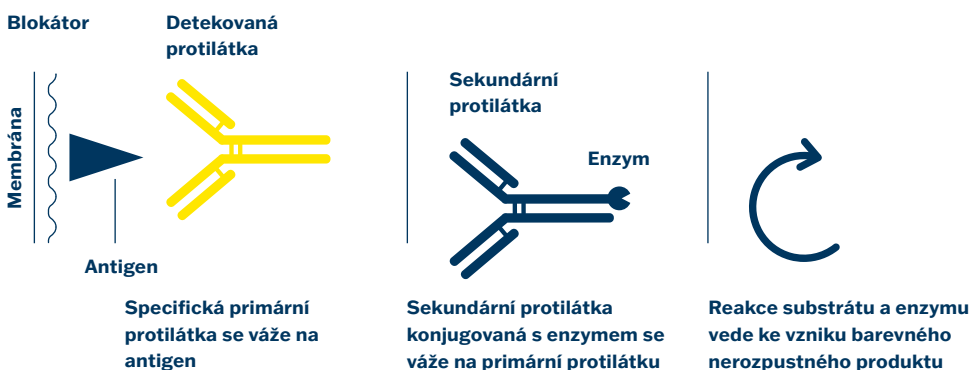 Blokátor
Detekovaná
protilátka
Membrána
Antigen
Specifická primární
protilátka se váže na
antigen
Sekundární
protilátka
Enzym
Sekundární protilátka
konjugovaná s enzymem se
váže na primární protilátku
Reakce substrátu a enzymu
vede ke vzniku barevného
nerozpustného produktu